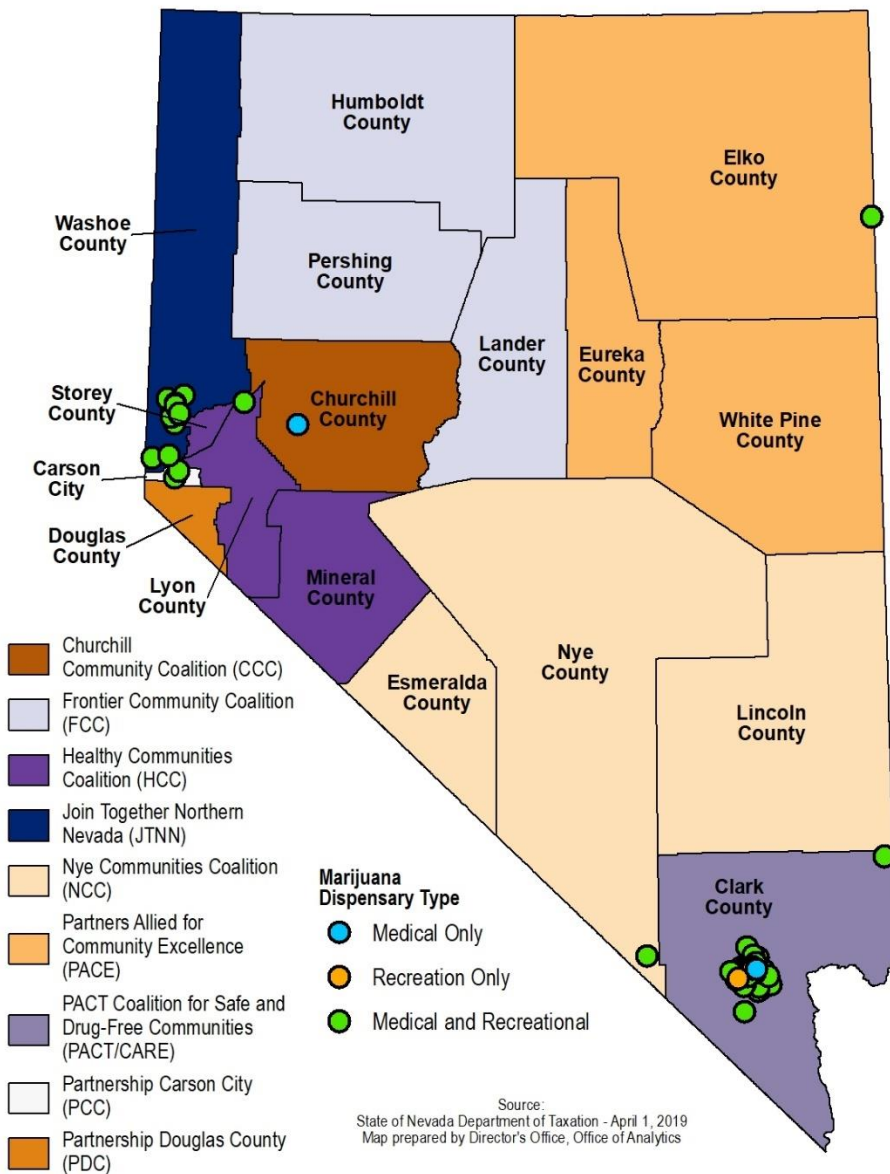 Humboldt
County
Elko
County
Washoe
County
Pershing
County
Lander
County
Eureka
County
Storey
County
Churchill
County
White Pine
County
Carson
City
Douglas
County
Lyon
County
Mineral
County
Nye
County
Esmeralda
County
Lincoln
County
Clark
County
Churchill
Community Coalition (CCC)
Frontier Community Coalition
(FCC)
Healthy Communities
Coalition (HCC)
Join Together Northern
Nevada (JTNN)
Nye Communities Coalition
(NCC)
Partners Allied for
Community Excellence
(PACE)
PACT Coalition for Safe and
Drug-Free Communities
(PACT/CARE)
Partnership Carson City
(PCC)
Partnership Douglas County
(PDC)
Marijuana
Dispensary Type
Medical Only
Recreation Only
Medical and Recreational
Source:
State of Nevada Department of Taxation - April 1, 2019
Map prepared by Director's Office, Office of Analytics